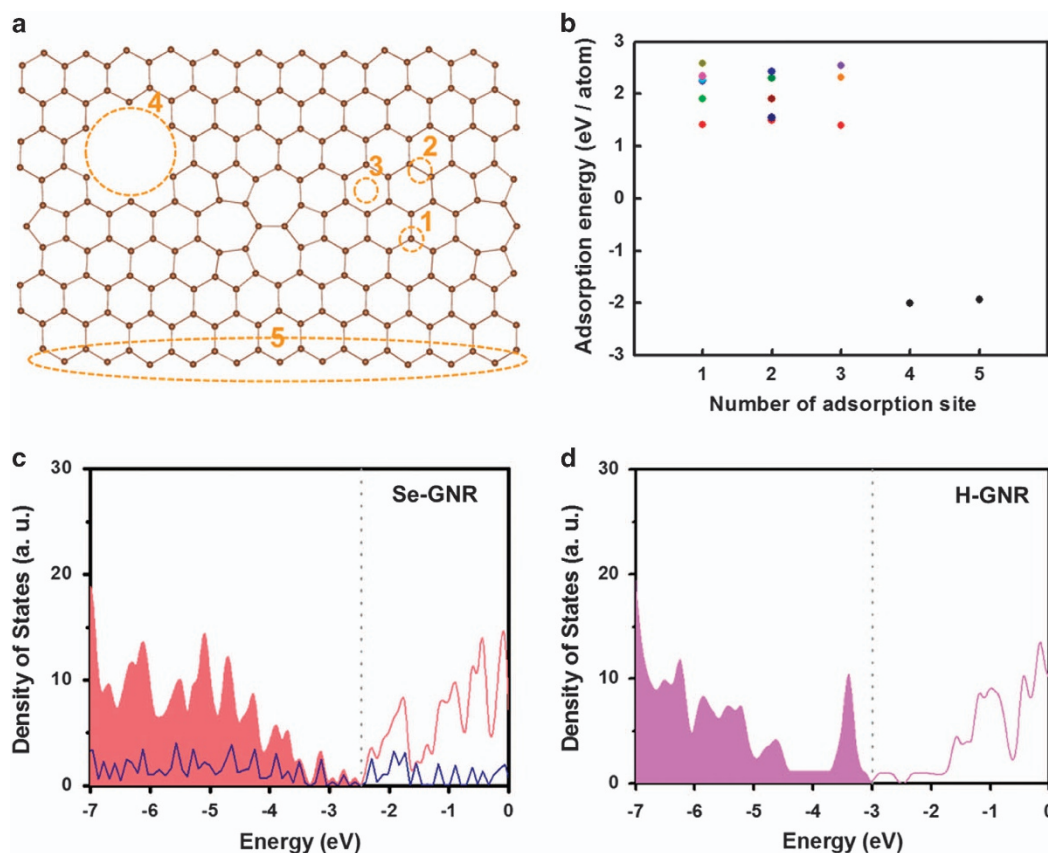 a
4
3
2
1
5
b
3
2
1
0
-1
-2
-3
Adsorption energy (eV / atom)
1 2 3 4 5
Number of adsorption site
c
30
20
10
0
Density of States (a. u.)
Se-GNR
-7 -6 -5 -4 -3 -2 -1 0
Energy (eV)
d
30
20
10
0
Density of States (a. u.)
H-GNR
-7 -6 -5 -4 -3 -2 -1 0
Energy (eV)